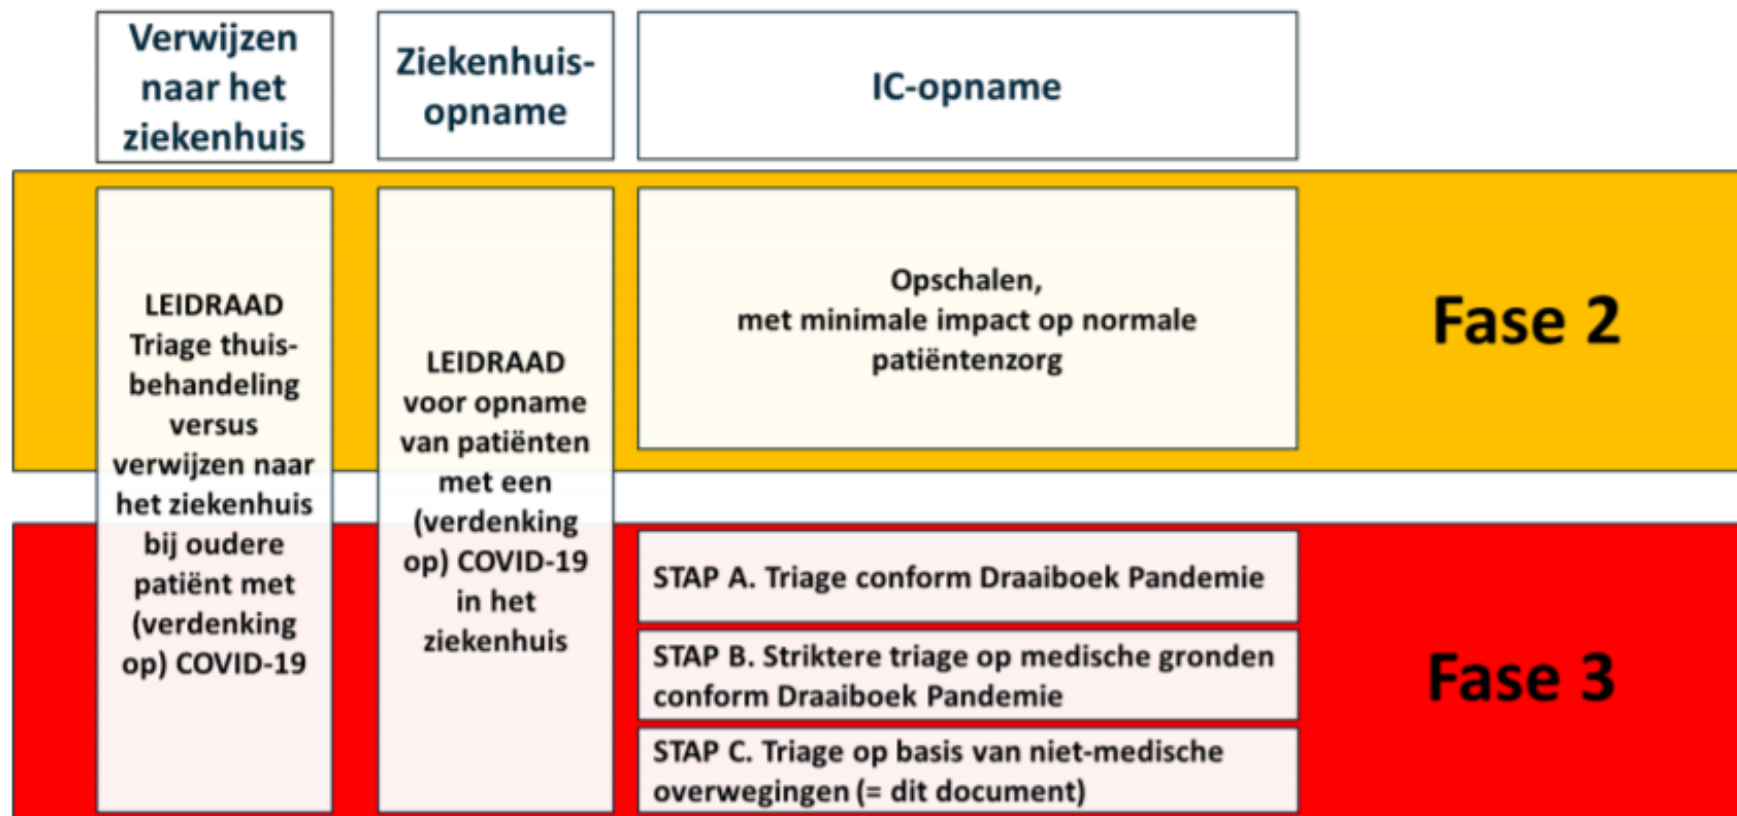 Verwijzen
naar het
ziekenhuis
Ziekenhuis-
opname
IC-opname
LEIDRAAD
Triage thuis-
behandeling
versus
verwijzen naar
het ziekenhuis
bij oudere
patiënt met
(verdenking
op) COVID-19
LEIDRAAD
voor opname
van patiënten
met een
(verdenking
op) COVID-19
in het
ziekenhuis
Opschalen,
met minimale impact op normale
patiëntenzorg
Fase 2
STAP A. Triage conform Draaiboek Pandemie
STAP B. Striktere triage op medische gronden
conform Draaiboek Pandemie
STAP C. Triage op basis van niet-medische
overwegingen (= dit document)
Fase 3